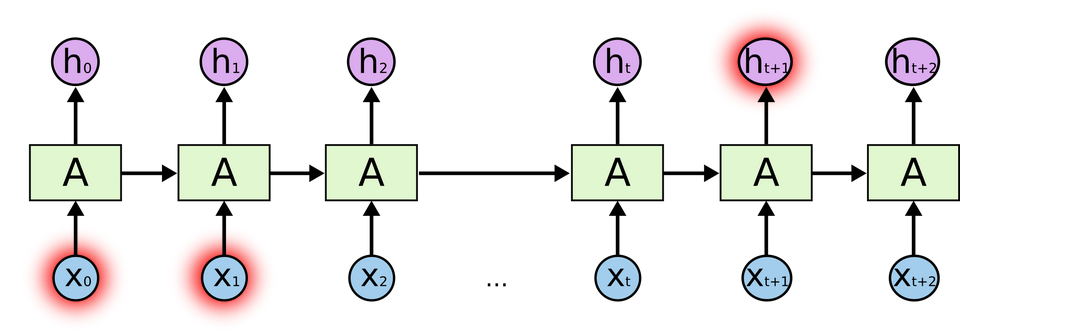 h0 h1 h2 ht ht+1 ht+2
A A A A A A
x0 x1 x2 ... xt xt+1 xt+2